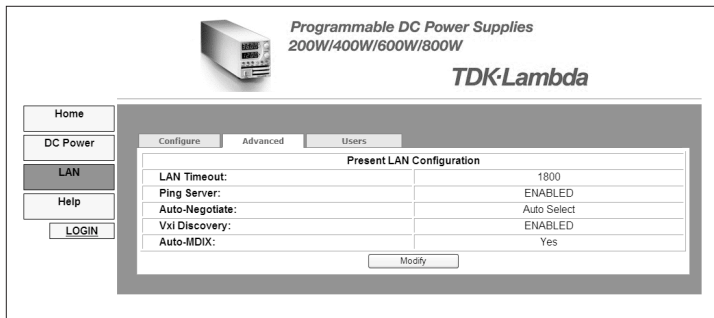 Programmable DC Power Supplies
200W/400W/600W/800W
TDK·Lambda
Home
DC Power
LAN
Help
LOGIN
Configure Advanced Users
Present LAN Configuration
LAN Timeout: 1800
Ping Server: ENABLED
Auto-Negotiate: Auto Select
Vxi Discovery: ENABLED
Auto-MDIX: Yes
Modify